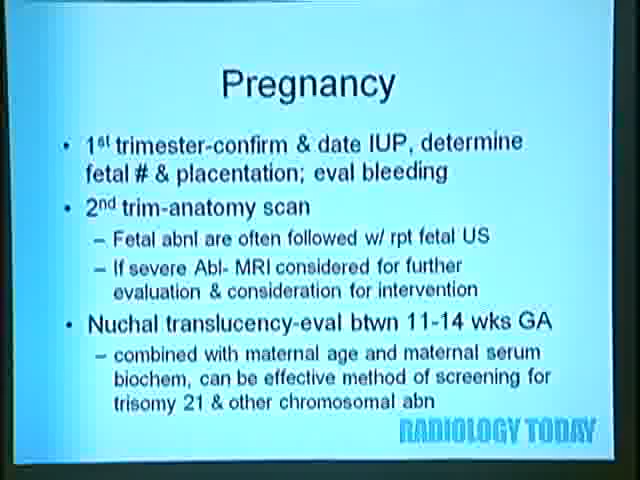 Pregnancy
• 1st trimester-confirm & date IUP, determine
fetal # & placentation; eval bleeding
• 2nd trim-anatomy scan
– Fetal abnl are often followed w/ rpt fetal US
– If severe Abl- MRI considered for further
evaluation & consideration for intervention
• Nuchal translucency-eval btwn 11-14 wks GA
– combined with maternal age and maternal serum
biochem, can be effective method of screening for
trisomy 21 & other chromosomal abn
RADIOLOGY TODAY